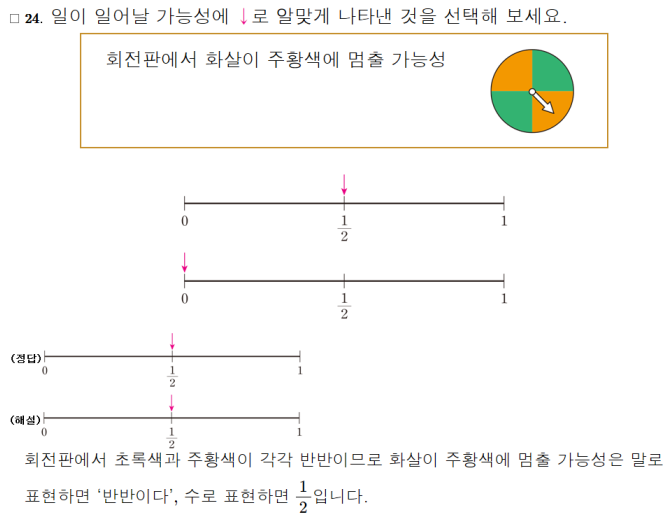 □ 24. 일이 일어날 가능성에 ↓로 알맞게 나타낸 것을 선택해 보세요.
회전판에서 화살이 주황색에 멈출 가능성
0 1/2 1
0 1/2 1
(정답) 0 1/2 1
(해설) 0 1/2 1
회전판에서 초록색과 주황색이 각각 반반이므로 화살이 주황색에 멈출 가능성은 말로
표현하면 ‘반반이다’, 수로 표현하면 1/2입니다.